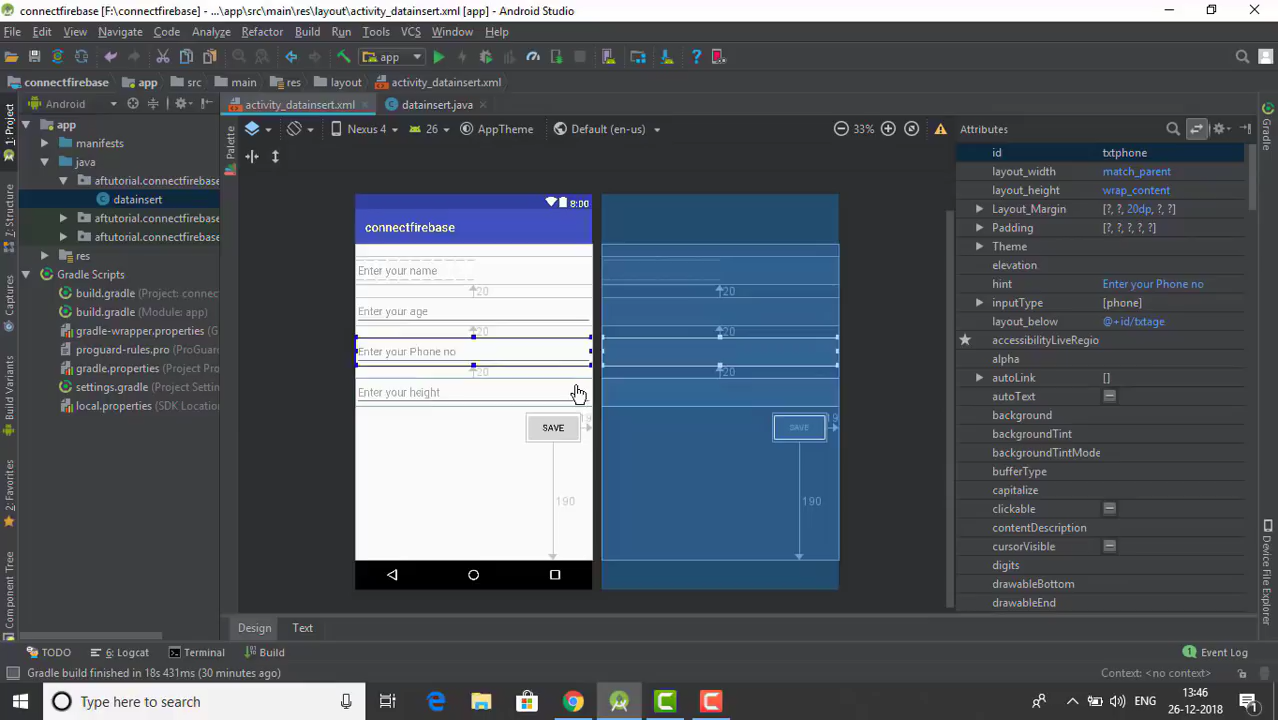 connectfirebase [F:\connectfirebase] - ...\app\src\main\res\layout\activity_datainsert.xml [app] - Android Studio
File Edit View Navigate Code Analyze Refactor Build Run Tools VCS Window Help
app
connectfirebase app src main res layout activity_datainsert.xml
Android
activity_datainsert.xml datainsert.java
1: Project
7: Structure
Captures
Build Variants
2: Favorites
Component Tree
app
manifests
java
aftutorial.connectfirebase
datainsert
aftutorial.connectfirebase
aftutorial.connectfirebase
res
Gradle Scripts
build.gradle (Project: connec
build.gradle (Module: app)
gradle-wrapper.properties
proguard-rules.pro (ProGuard
gradle.properties (Project Pro
settings.gradle (Project Settin
local.properties (SDK Locatio
Palette
Nexus 4 26 AppTheme Default (en-us) 33%
8:00
connectfirebase
Enter your name
20
Enter your age
20
Enter your Phone no
20
Enter your height
SAVE
190
20
20
20
SAVE
190
Design Text
Attributes
id txtphone
layout_width match_parent
layout_height wrap_content
Layout_Margin [?, ?, 20dp, ?, ?]
Padding [?, ?, ?, ?, ?]
Theme
elevation
hint Enter your Phone no
inputType [phone]
layout_below @+id/txtage
accessibilityLiveRegio
alpha
autoLink []
autoText
background
backgroundTint
backgroundTintMode
bufferType
capitalize
clickable
contentDescription
cursorVisible
digits
drawableBottom
drawableEnd
Gradle
Device File Explorer
TODO 6: Logcat Terminal Build Event Log
Gradle build finished in 18s 431ms (30 minutes ago)
Context: <no context>
Type here to search
ENG
13:46
26-12-2018
1